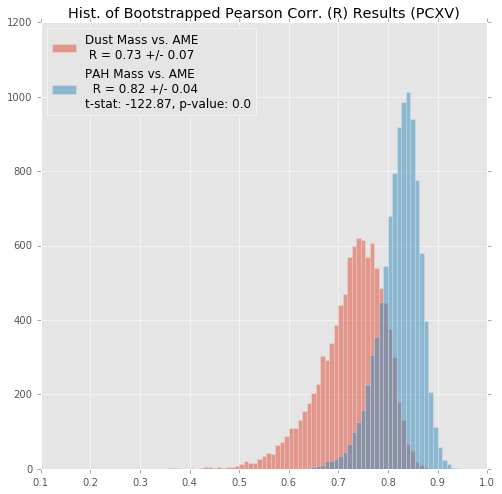 Hist. of Bootstrapped Pearson Corr. (R) Results (PCXV)
Dust Mass vs. AME
R = 0.73 +/- 0.07
PAH Mass vs. AME
R = 0.82 +/- 0.04
t-stat: -122.87, p-value: 0.0
1200
1000
800
600
400
200
0
0.1 0.2 0.3 0.4 0.5 0.6 0.7 0.8 0.9 1.0